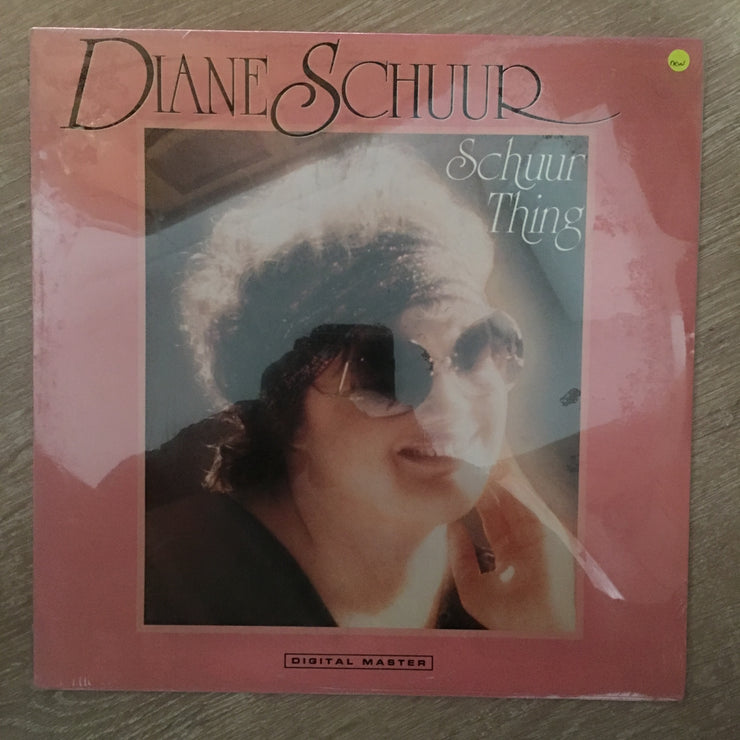 DIANE SCHUUR
new
Schuur
Thing
DIGITAL MASTER